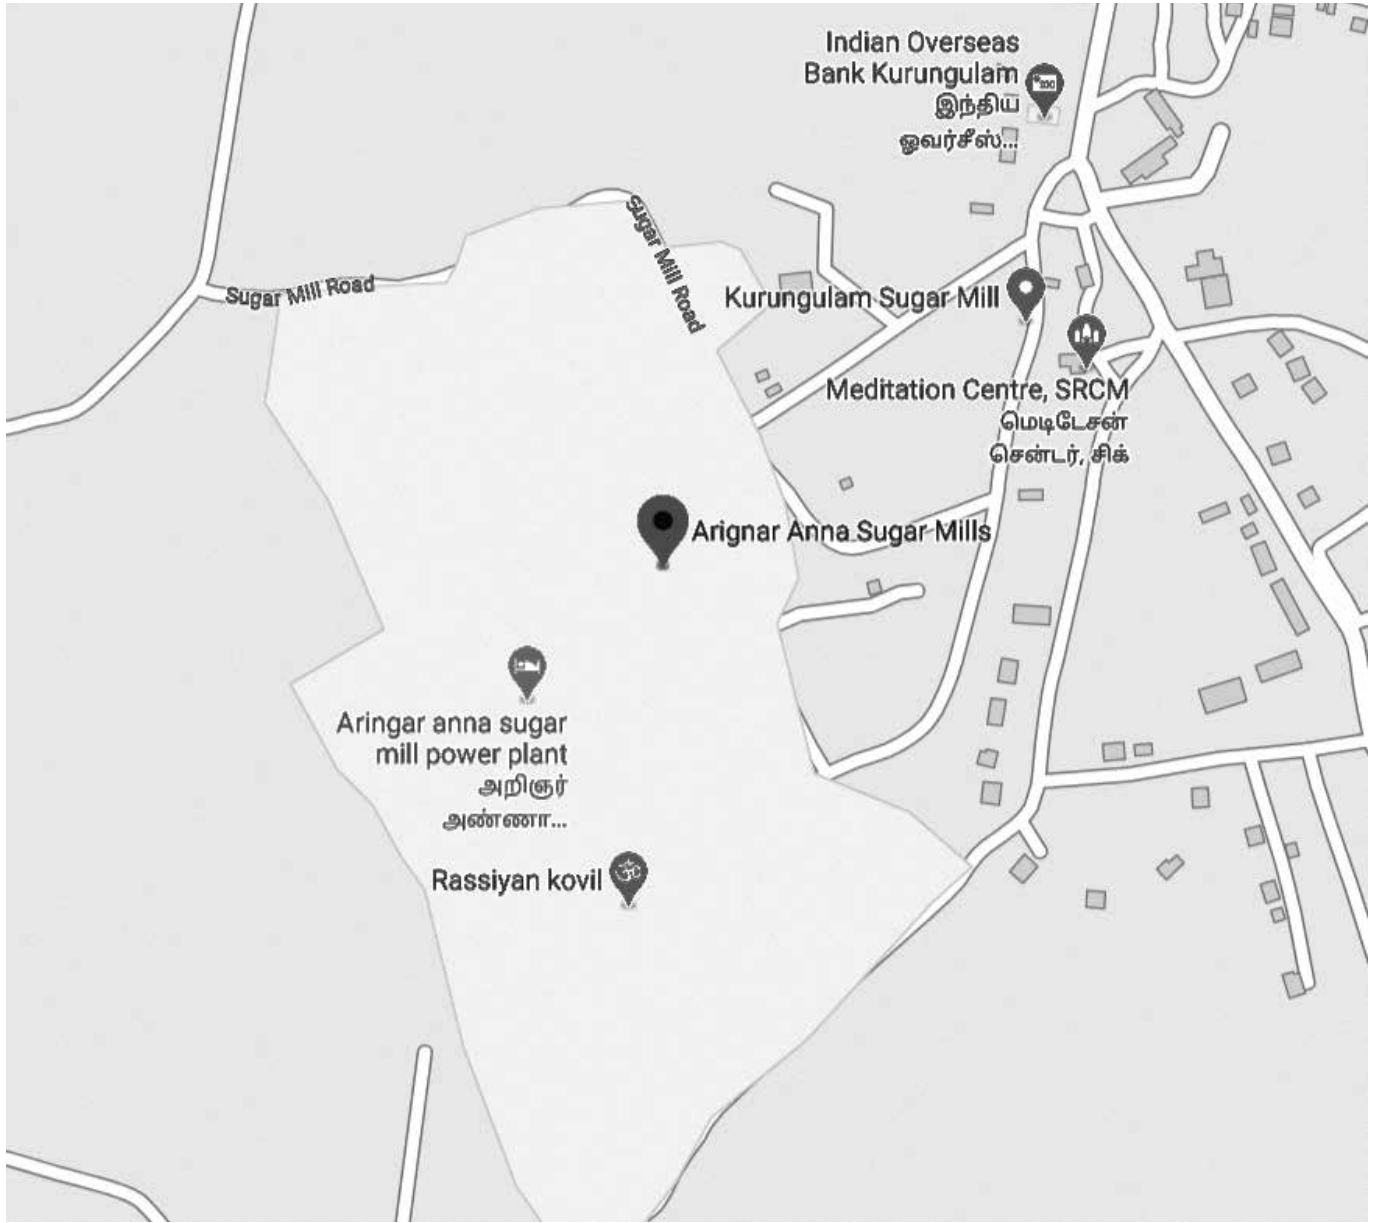 Indian Overseas
Bank Kurungulam
இந்திய
ஓவர்சீஸ்...
Sugar Mill Road
Sugar Mill Road
Kurungulam Sugar Mill
Meditation Centre, SRCM
மெடிடேசன்
சென்டர், சிக்
Arignar Anna Sugar Mills
Aringar anna sugar
mill power plant
அறிஞர்
அண்ணா...
Rassiyan kovil